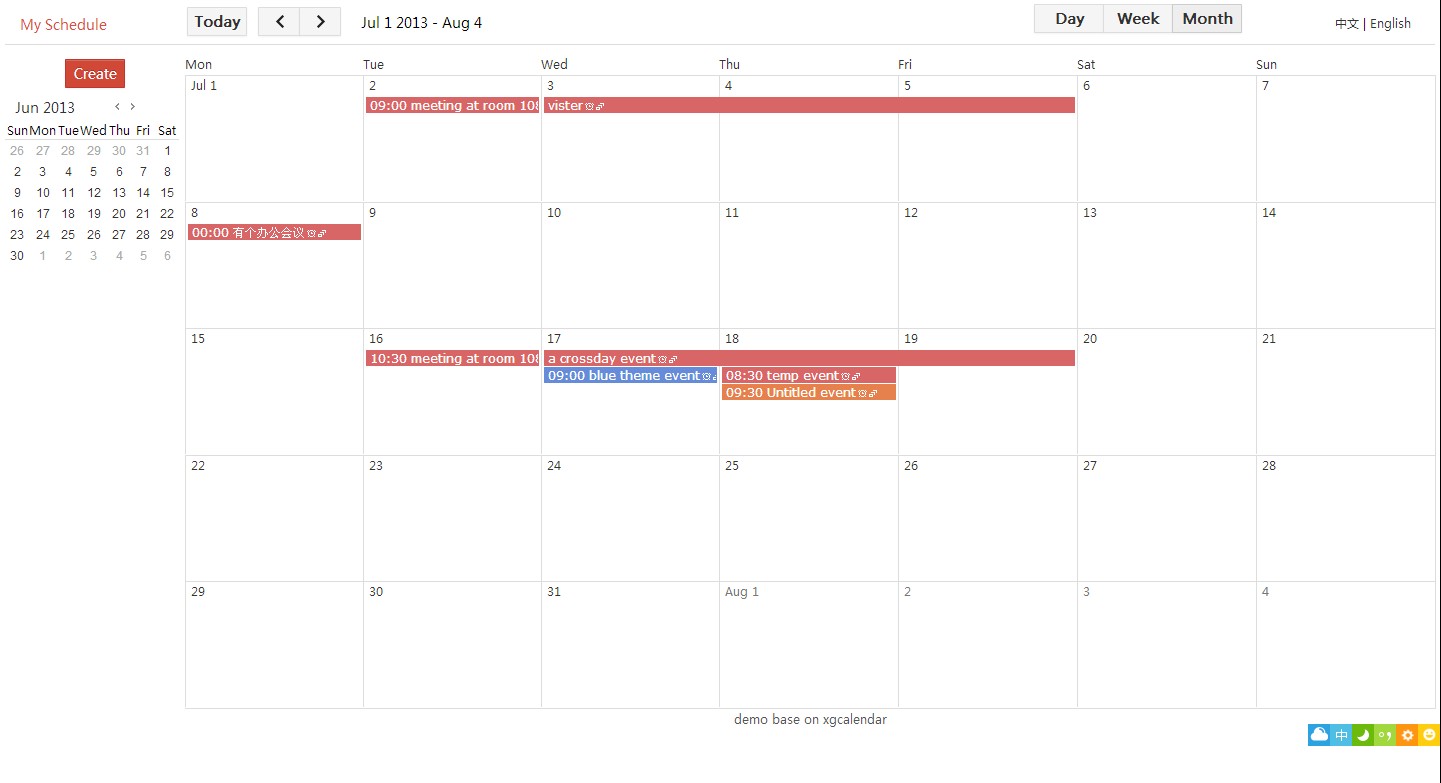 My Schedule
Today
Jul 1 2013 - Aug 4
Day Week Month
中文 | English
Create
Jun 2013
Sun Mon Tue Wed Thu Fri Sat
26 27 28 29 30 31 1
2 3 4 5 6 7 8
9 10 11 12 13 14 15
16 17 18 19 20 21 22
23 24 25 26 27 28 29
30 1 2 3 4 5 6
Mon Tue Wed Thu Fri Sat Sun
Jul 1 2 3 4 5 6 7
09:00 meeting at room 108 vister
8 9 10 11 12 13 14
00:00 有个办公会议
15 16 17 18 19 20 21
10:30 meeting at room 108 a crossday event
09:00 blue theme event 08:30 temp event
09:30 Untitled event
22 23 24 25 26 27 28
29 30 31 Aug 1 2 3 4
demo base on xgcalendar
中